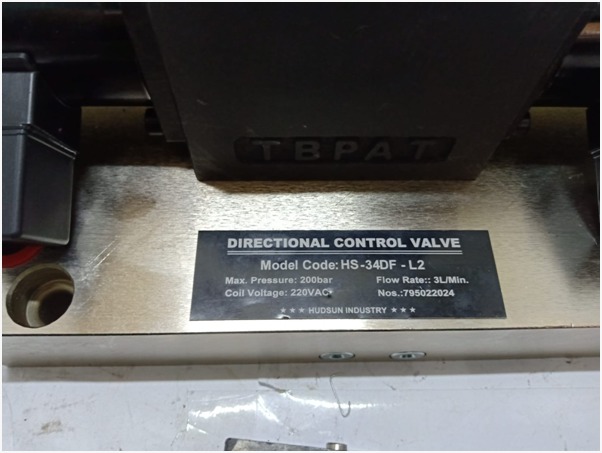 TBPAT
DIRECTIONAL CONTROL VALVE
Model Code: HS-34DF - L2
Max. Pressure: 200bar Flow Rate:: 3L/Min.
Coil Voltage: 220VAC Nos.:795022024
★★★ HUDSUN INDUSTRY ★★★